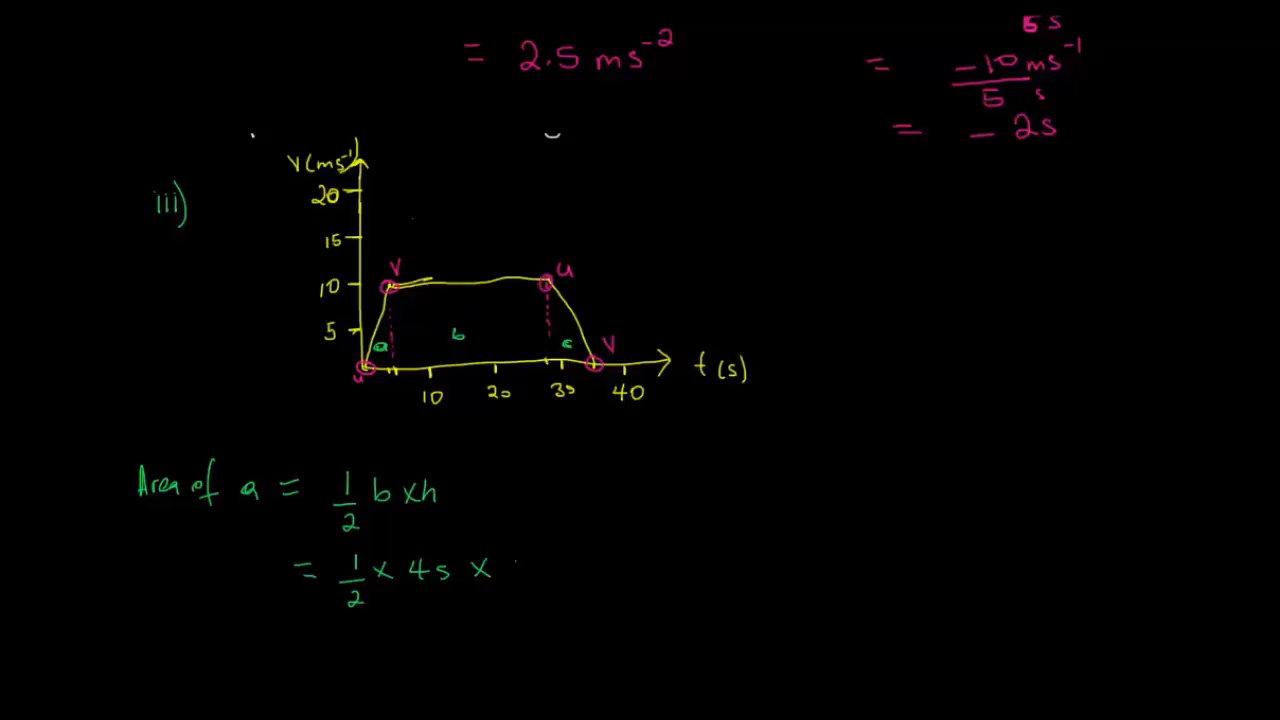 5 s
= 2.5 ms⁻² = -10 ms⁻¹
5 s
= - 2s
V (ms⁻¹)
iii)
20
15
10 V u
5 a b c V
u
t (s)
10 20 30 40
Area of a = 1/2 b x h
= 1/2 x 4s x